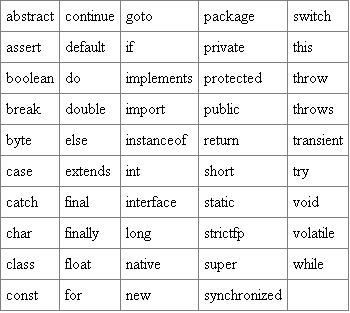 abstract continue goto package switch
assert default if private this
boolean do implements protected throw
break double import public throws
byte else instanceof return transient
case extends int short try
catch final interface static void
char finally long strictfp volatile
class float native super while
const for new synchronized